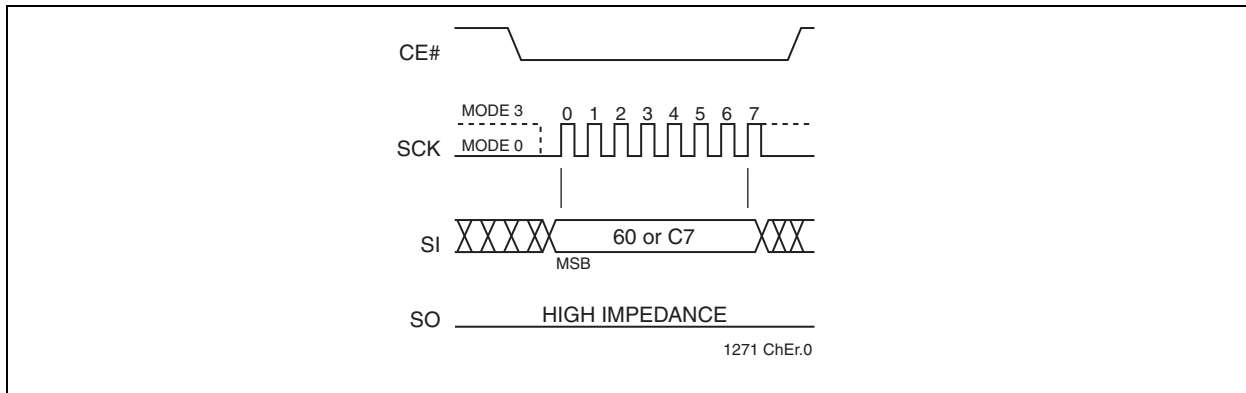 CE#
MODE 3 0 1 2 3 4 5 6 7
SCK MODE 0
SI 60 or C7
MSB
SO HIGH IMPEDANCE
1271 ChEr.0